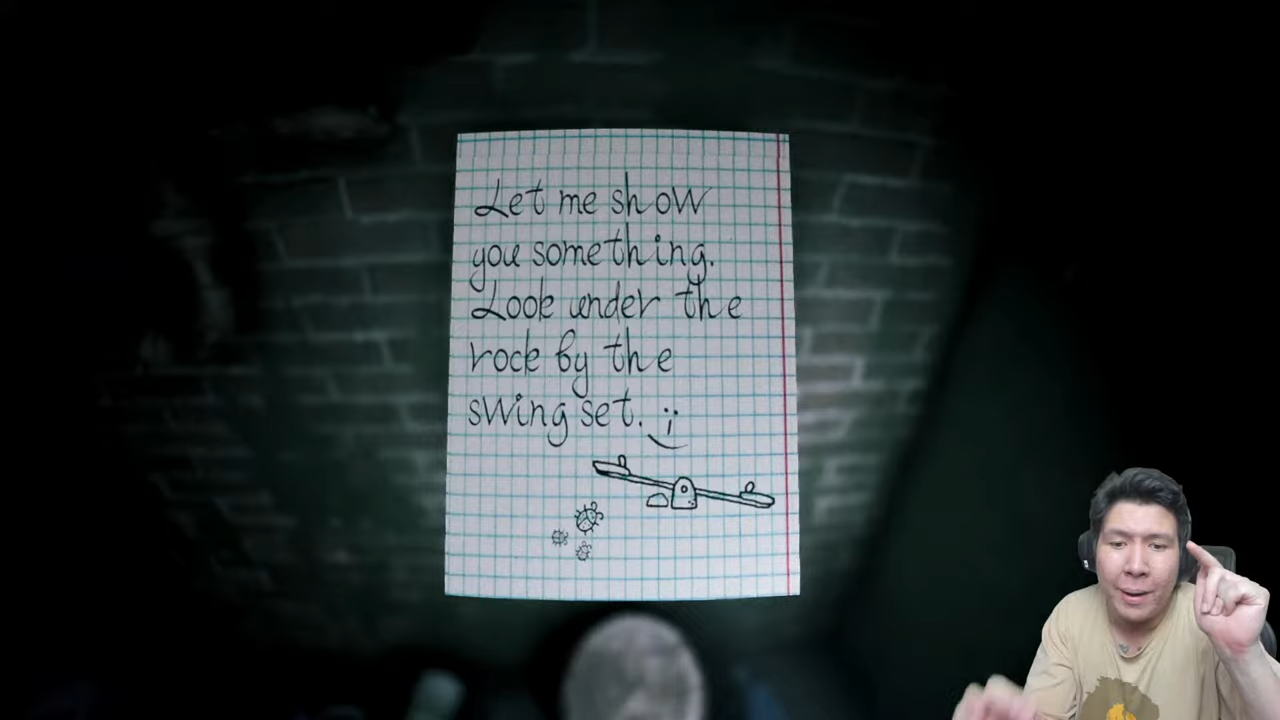 Let me show
you something.
Look under the
rock by the
swing set. :)